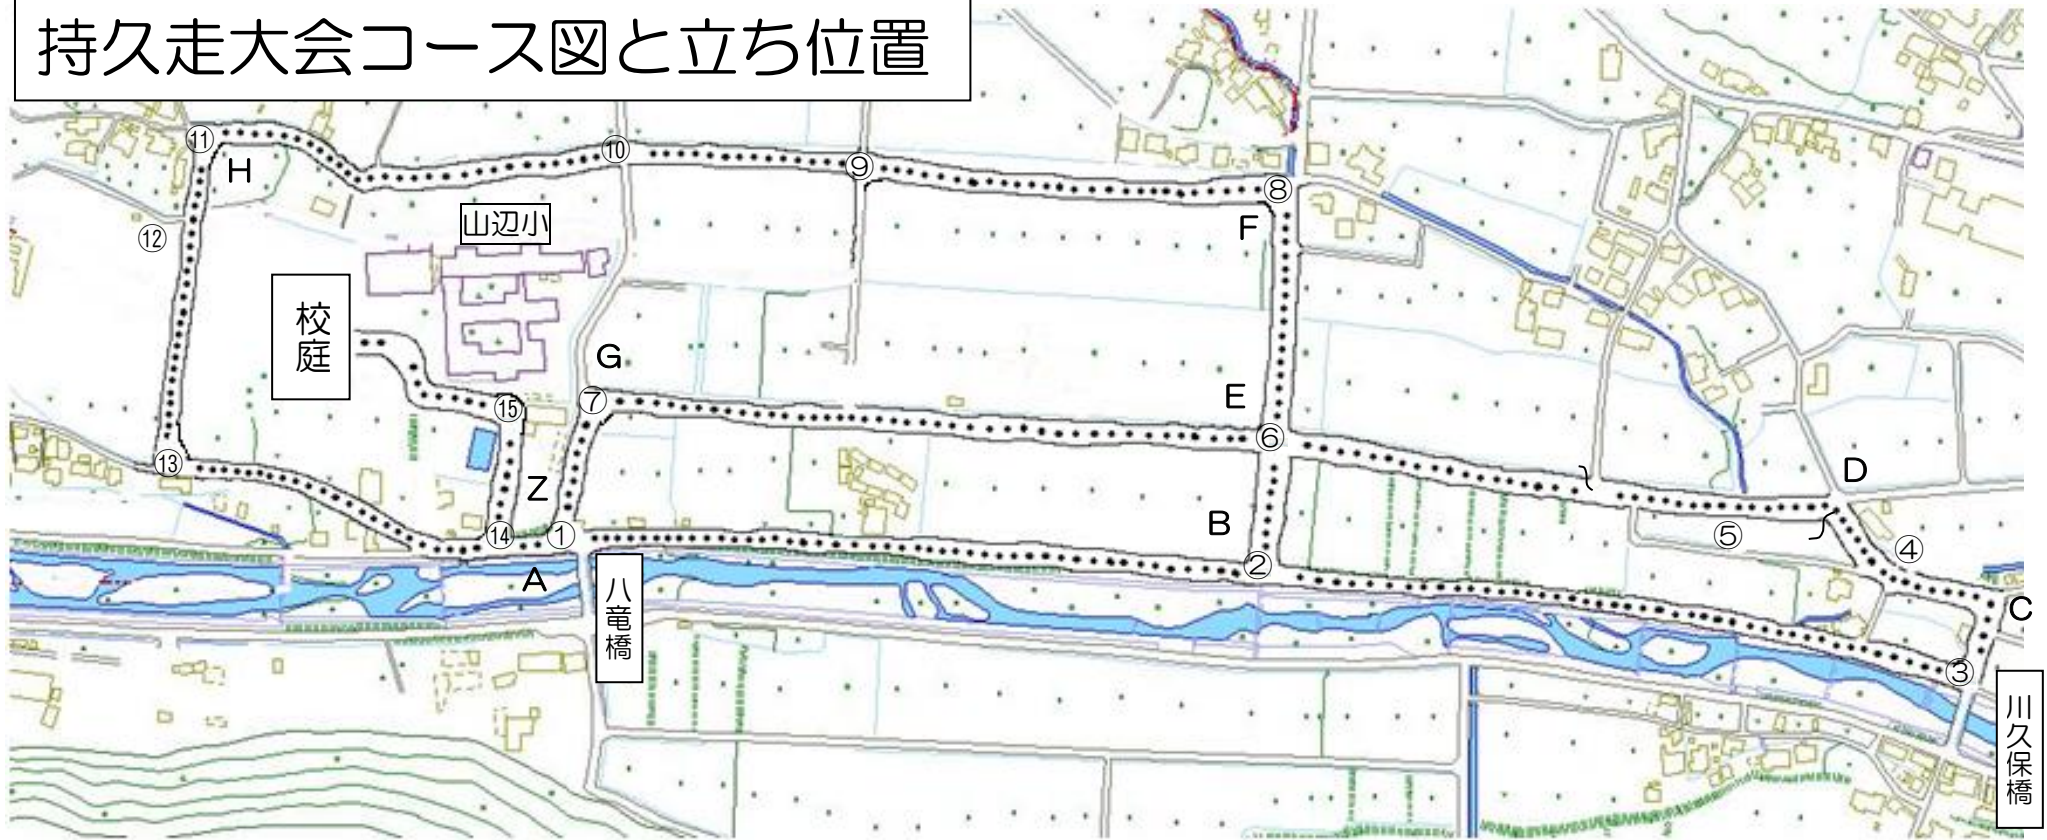 持久走大会コース図と立ち位置
⑪
⑩
⑨
H
⑧
山辺小
F
⑫
校庭
G
E
⑦
⑮
⑥
D
⑬
Z
B
⑭
①
⑤
④
②
A
八竜橋
C
③
川久保橋